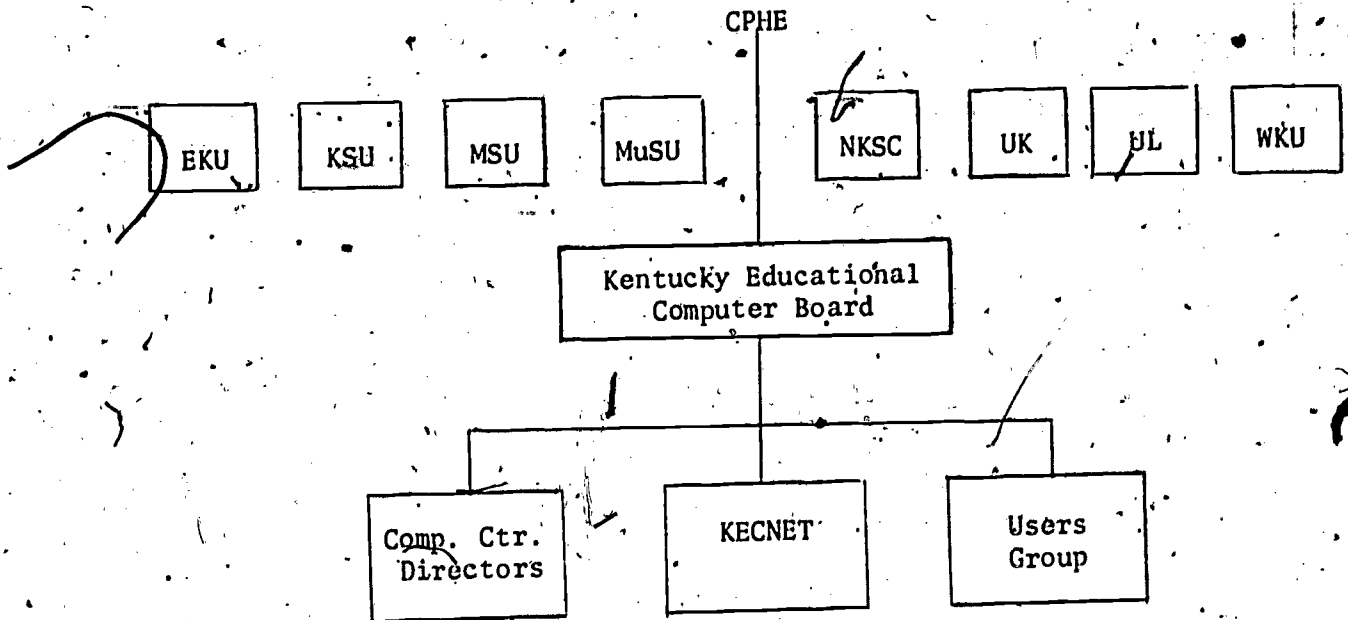 CPHE
EKU
KSU
MSU
MuSU
NKSC
UK
UL
WKU
Kentucky Educational
Computer Board
Comp. Ctr.
Directors
KECNET
Users
Group